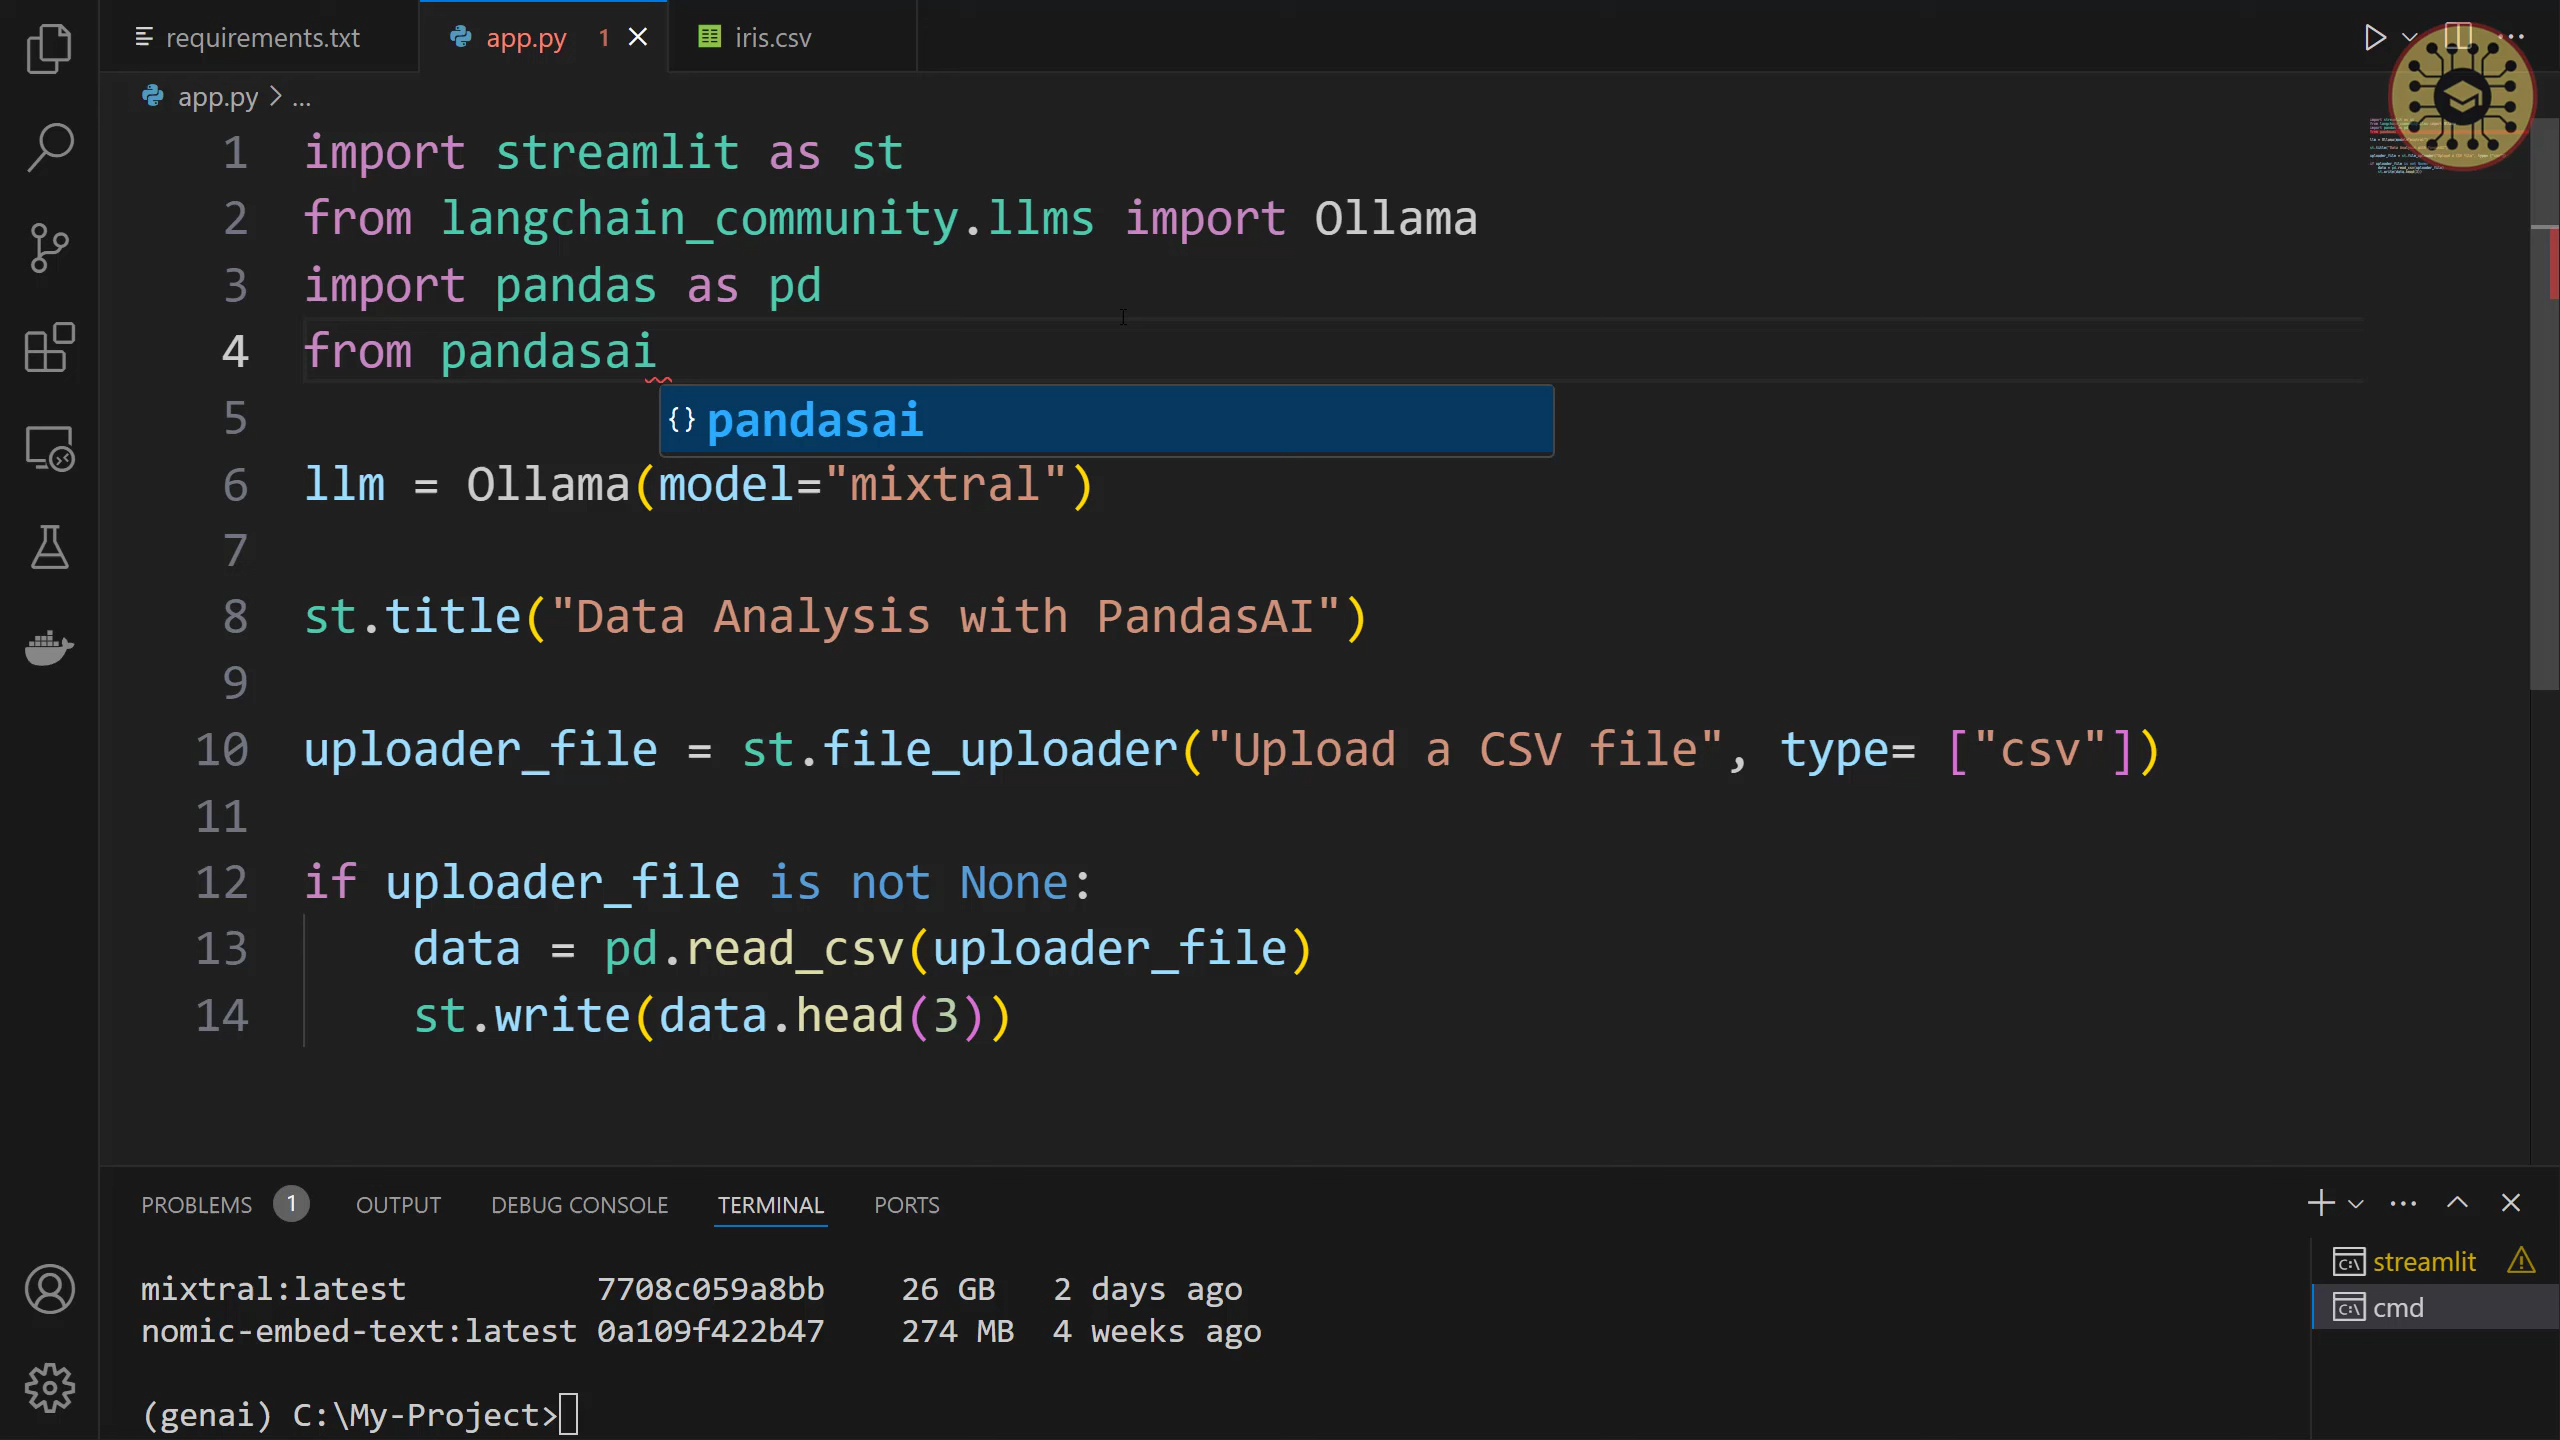 requirements.txt
app.py 1
iris.csv
app.py > ...
1 import streamlit as st
2 from langchain_community.llms import Ollama
3 import pandas as pd
4 from pandasai
{} pandasai
5
6 llm = Ollama(model="mixtral")
7
8 st.title("Data Analysis with PandasAI")
9
10 uploader_file = st.file_uploader("Upload a CSV file", type= ["csv"])
11
12 if uploader_file is not None:
13 data = pd.read_csv(uploader_file)
14 st.write(data.head(3))
PROBLEMS 1 OUTPUT DEBUG CONSOLE TERMINAL PORTS
mixtral:latest 7708c059a8bb 26 GB 2 days ago
nomic-embed-text:latest 0a109f422b47 274 MB 4 weeks ago
(genai) C:\My-Project>
streamlit
cmd